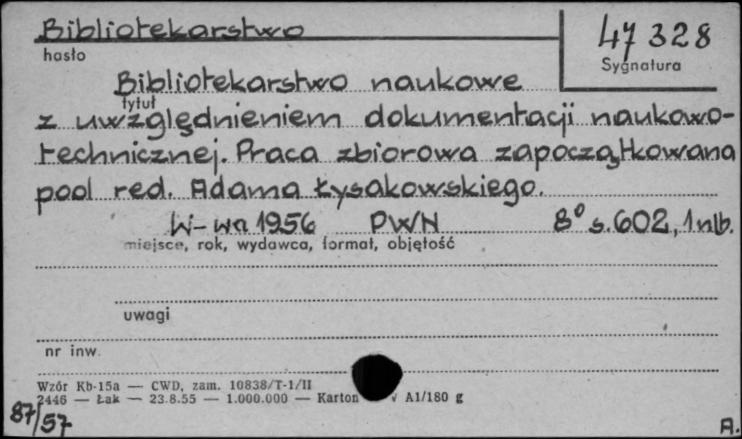 Bibliotekarstwo
47 328
hasło
Sygnatura
Bibliotekarstwo naukowe
tytuł
z uwzględnieniem dokumentacji naukowo-
technicznej. Praca zbiorowa zapoczątkowana
pod red. Adama Łysakowskiego.
W-wa 1956 PWN 8° s. 602, 1 nlb.
miejsce, rok, wydawca, format, objętość
uwagi
nr inw.
Wzór Kb-15a — CWD, zam. 10838/T-1/II
2446 — Łak — 23.8.55 — 1.000.000 — Karton V A1/180 g
87/57
A.